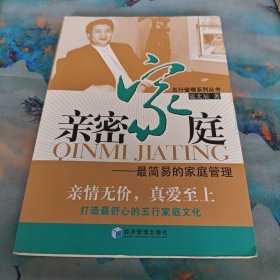 五行管理系列丛书
亲密家庭
QINMI JIATING
——最简易的家庭管理
亲情无价，真爱至上
打造最舒心的五行家庭文化
经济管理出版社